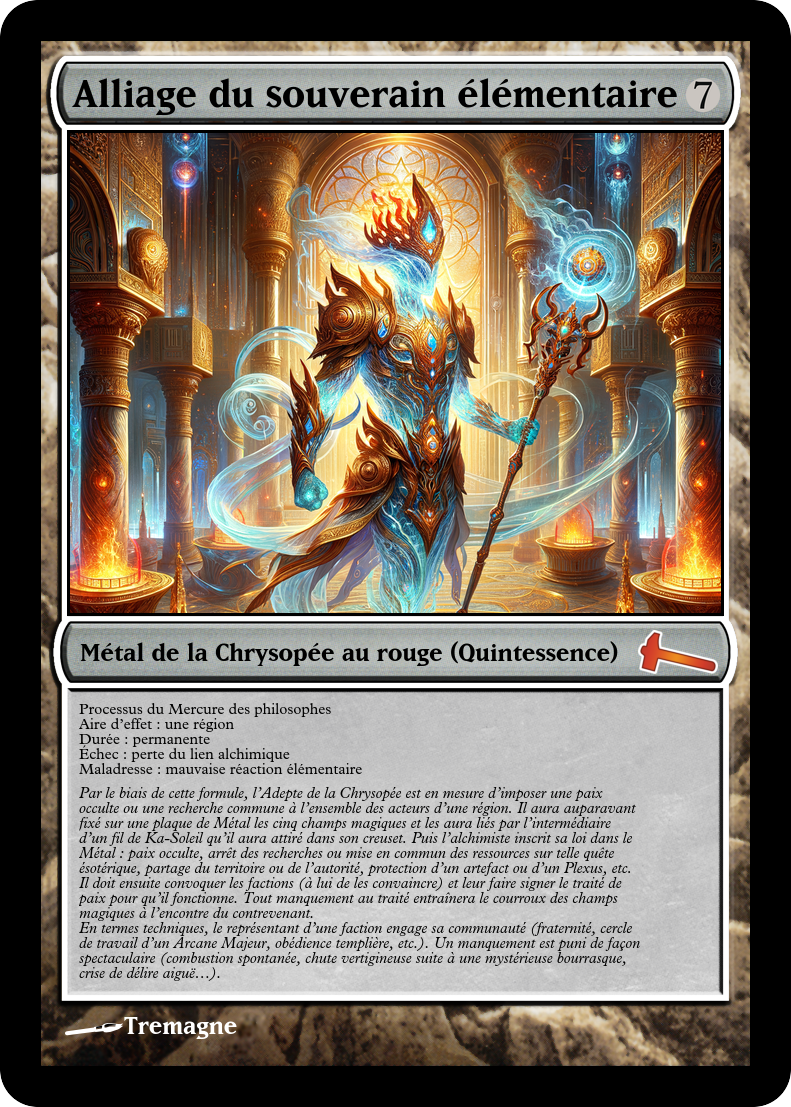 Alliage du souverain élémentaire 7
Métal de la Chrysopée au rouge (Quintessence)
Processus du Mercure des philosophes
Aire d'effet : une région
Durée : permanente
Échec : perte du lien alchimique
Maladresse : mauvaise réaction élémentaire
Par le biais de cette formule, l'Adepte de la Chrysopée est en mesure d'imposer une paix
occulte ou une recherche commune à l'ensemble des acteurs d'une région. Il aura auparavant
fixé sur une plaque de Métal les cinq champs magiques et les aura liés par l'intermédiaire
d'un fil de Ka-Soleil qu'il aura attiré dans son creuset. Puis l'alchimiste inscrit sa loi dans le
Métal : paix occulte, arrêt des recherches ou mise en commun des ressources sur telle quête
ésotérique, partage du territoire ou de l'autorité, protection d'un artefact ou d'un Plexus, etc.
Il doit ensuite convoquer les factions (à lui de les convaincre) et leur faire signer le traité de
paix pour qu'il fonctionne. Tout manquement au traité entraînera le courroux des champs
magiques à l'encontre du contrevenant.
En termes techniques, le représentant d'une faction engage sa communauté (fraternité, cercle
de travail d'un Arcane Majeur, obédience templière, etc.). Un manquement est puni de façon
spectaculaire (combustion spontanée, chute vertigineuse suite à une mystérieuse bourrasque,
crise de délire aiguë…).
Tremagne